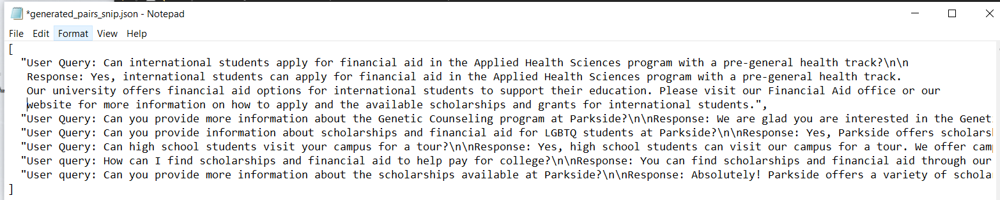 *generated_pairs_snip.json - Notepad
File Edit Format View Help
[
"User Query: Can international students apply for financial aid in the Applied Health Sciences program with a pre-general health track?\n\n
Response: Yes, international students can apply for financial aid in the Applied Health Sciences program with a pre-general health track.
Our university offers financial aid options for international students to support their education. Please visit our Financial Aid office or our
website for more information on how to apply and the available scholarships and grants for international students.",
"User Query: Can you provide more information about the Genetic Counseling program at Parkside?\n\nResponse: We are glad you are interested in the Genet
"User Query: Can you provide information about scholarships and financial aid for LGBTQ students at Parkside?\n\nResponse: Yes, Parkside offers scholars
"User Query: Can high school students visit your campus for a tour?\n\nResponse: Yes, high school students can visit our campus for a tour. We offer cam
"User query: How can I find scholarships and financial aid to help pay for college?\n\nResponse: You can find scholarships and financial aid through our
"User Query: Can you provide more information about the scholarships available at Parkside?\n\nResponse: Absolutely! Parkside offers a variety of schola
]